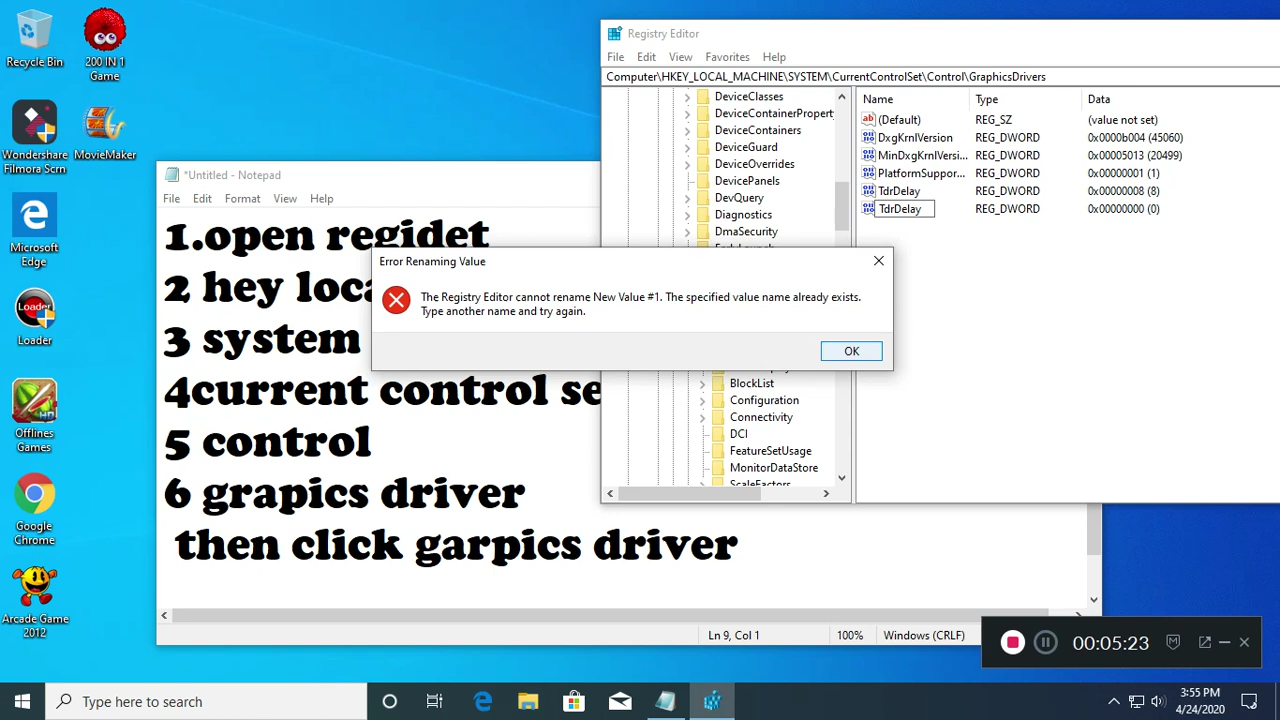 Recycle Bin
200 IN 1
Game
Wondershare
Filmora Scrn
MovieMaker
Microsoft
Edge
Loader
Loader
Offlines
Games
Google
Chrome
Arcade Game
2012
*Untitled - Notepad
File Edit Format View Help
1.open regidet
2 hey loca
3 system
4current control se
5 control
6 grapics driver
then click garpics driver
Ln 9, Col 1 100% Windows (CRLF)
Registry Editor
File Edit View Favorites Help
Computer\HKEY_LOCAL_MACHINE\SYSTEM\CurrentControlSet\Control\GraphicsDrivers
DeviceClasses
DeviceContainerProperty
DeviceContainers
DeviceGuard
DeviceOverrides
DevicePanels
DevQuery
Diagnostics
DmaSecurity
BlockList
Configuration
Connectivity
DCI
FeatureSetUsage
MonitorDataStore
ScaleFactors
Name Type Data
ab (Default) REG_SZ (value not set)
DxgKrnlVersion REG_DWORD 0x0000b004 (45060)
MinDxgKrnlVersi... REG_DWORD 0x00005013 (20499)
PlatformSuppor... REG_DWORD 0x00000001 (1)
TdrDelay REG_DWORD 0x00000008 (8)
TdrDelay REG_DWORD 0x00000000 (0)
Error Renaming Value
The Registry Editor cannot rename New Value #1. The specified value name already exists.
Type another name and try again.
OK
00:05:23
Type here to search
3:55 PM
4/24/2020